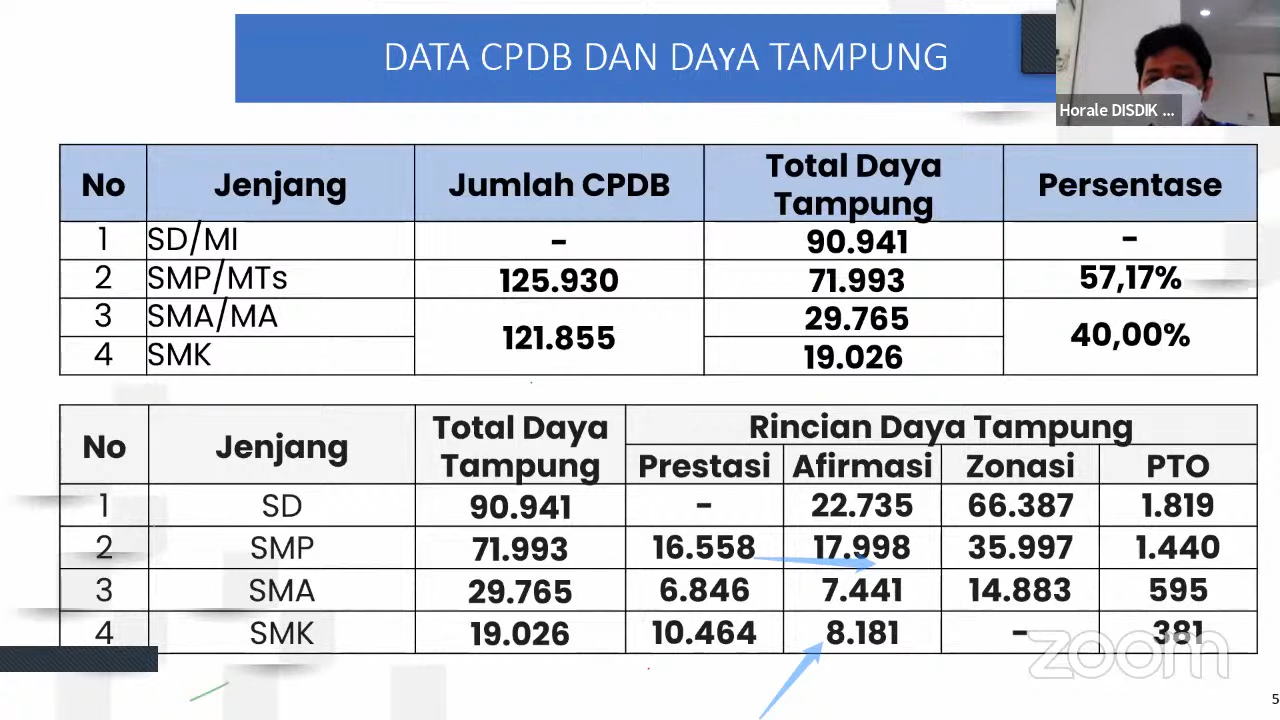 DATA CPDB DAN DAYA TAMPUNG
Horale DISDIK ...
No Jenjang Jumlah CPDB Total Daya Tampung Persentase
1 SD/MI - 90.941 -
2 SMP/MTs 125.930 71.993 57,17%
3 SMA/MA 121.855 29.765 40,00%
4 SMK 19.026
No Jenjang Total Daya Tampung Rincian Daya Tampung
Prestasi Afirmasi Zonasi PTO
1 SD 90.941 - 22.735 66.387 1.819
2 SMP 71.993 16.558 17.998 35.997 1.440
3 SMA 29.765 6.846 7.441 14.883 595
4 SMK 19.026 10.464 8.181 - 381
zoom
5